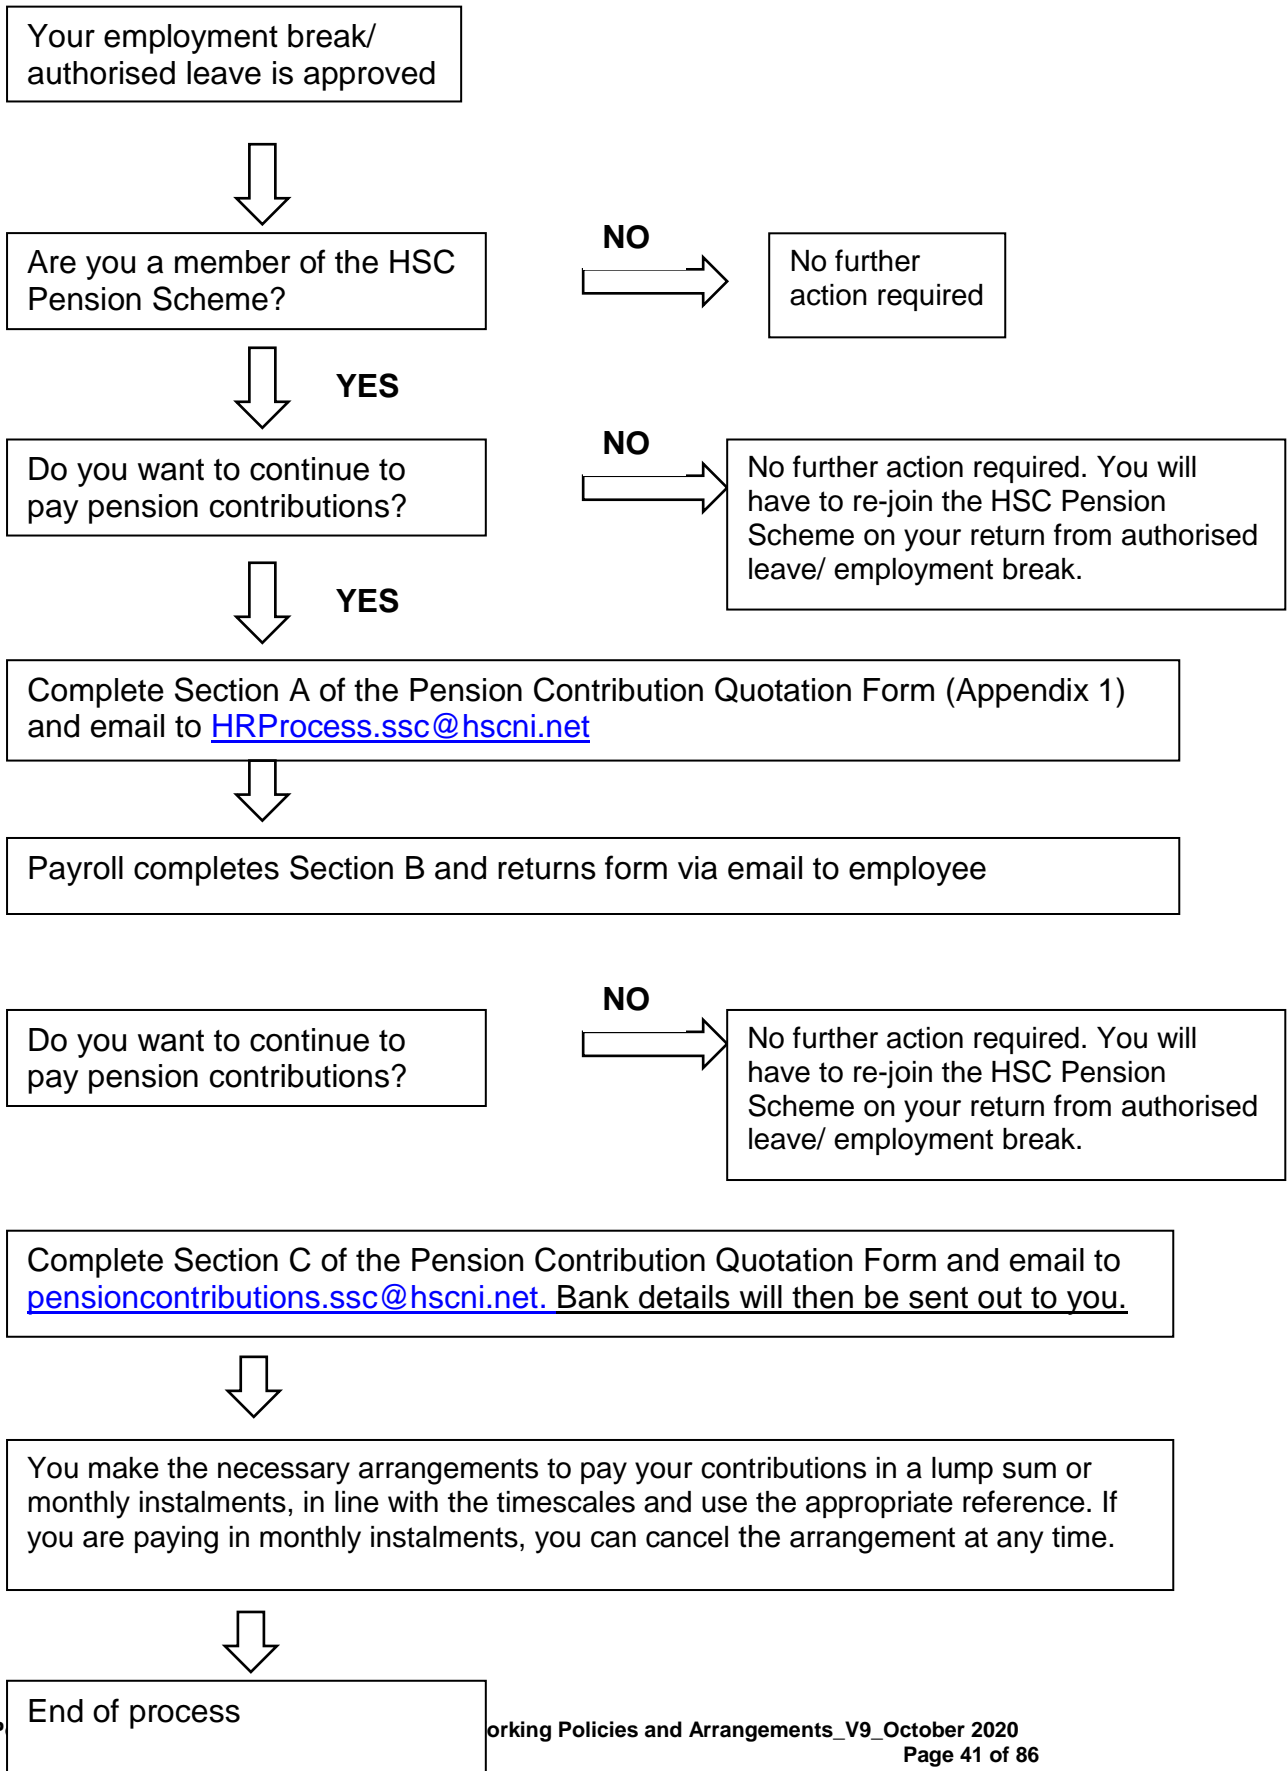 Your employment break/
authorised leave is approved
Are you a member of the HSC
Pension Scheme?
NO
No further
action required
YES
Do you want to continue to
pay pension contributions?
NO
No further action required. You will
have to re-join the HSC Pension
Scheme on your return from authorised
leave/ employment break.
YES
Complete Section A of the Pension Contribution Quotation Form (Appendix 1)
and email to HRProcess.ssc@hscni.net
Payroll completes Section B and returns form via email to employee
Do you want to continue to
pay pension contributions?
NO
No further action required. You will
have to re-join the HSC Pension
Scheme on your return from authorised
leave/ employment break.
Complete Section C of the Pension Contribution Quotation Form and email to
pensioncontributions.ssc@hscni.net. Bank details will then be sent out to you.
You make the necessary arrangements to pay your contributions in a lump sum or
monthly instalments, in line with the timescales and use the appropriate reference. If
you are paying in monthly instalments, you can cancel the arrangement at any time.
End of process
orking Policies and Arrangements_V9_October 2020
Page 41 of 86